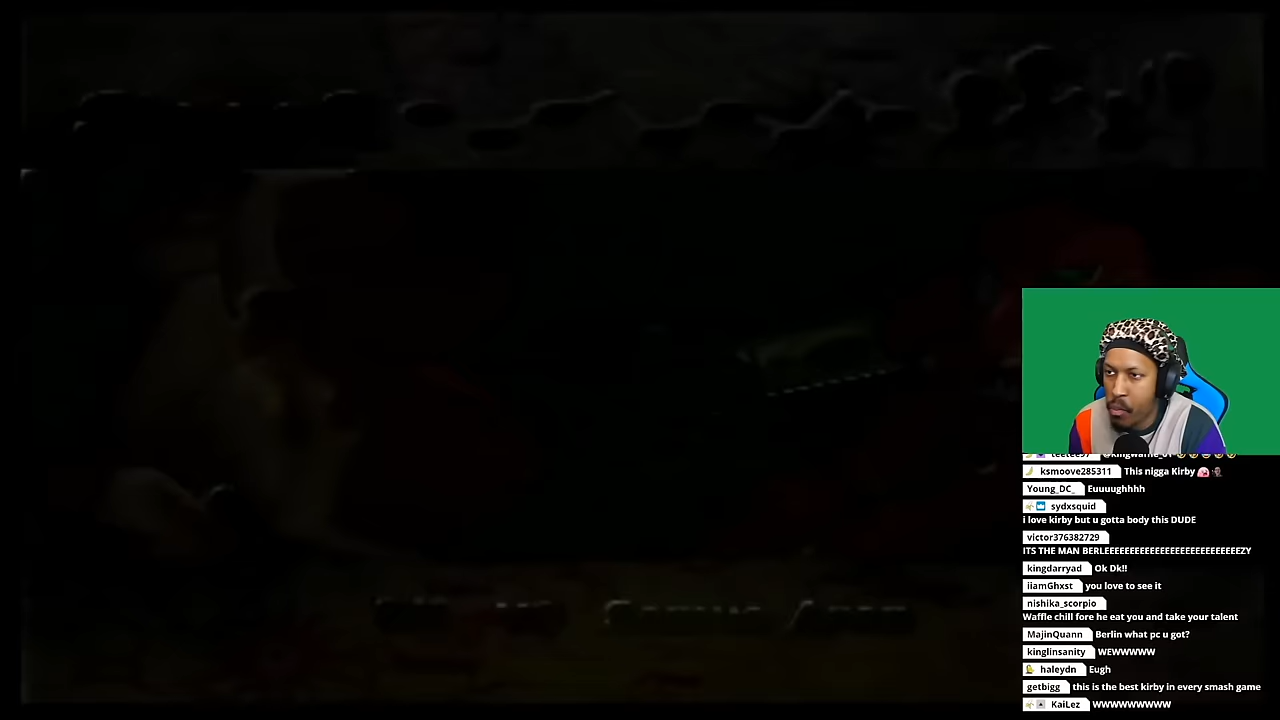 ksmoove285311 This nigga Kirby
Young_DC_ Euuuughhhh
sydxsquid
i love kirby but u gotta body this DUDE
victor376382729
ITS THE MAN BERLEEEEEEEEEEEEEEEEEEEEEEEEEEZY
kingdarryad Ok Dk!!
iiamGhxst you love to see it
nishika_scorpio
Waffle chill fore he eat you and take your talent
MajinQuann Berlin what pc u got?
kinglinsanity WEWWWWW
haleydn Eugh
getbigg this is the best kirby in every smash game
KaiLez WWWWWWWWWW